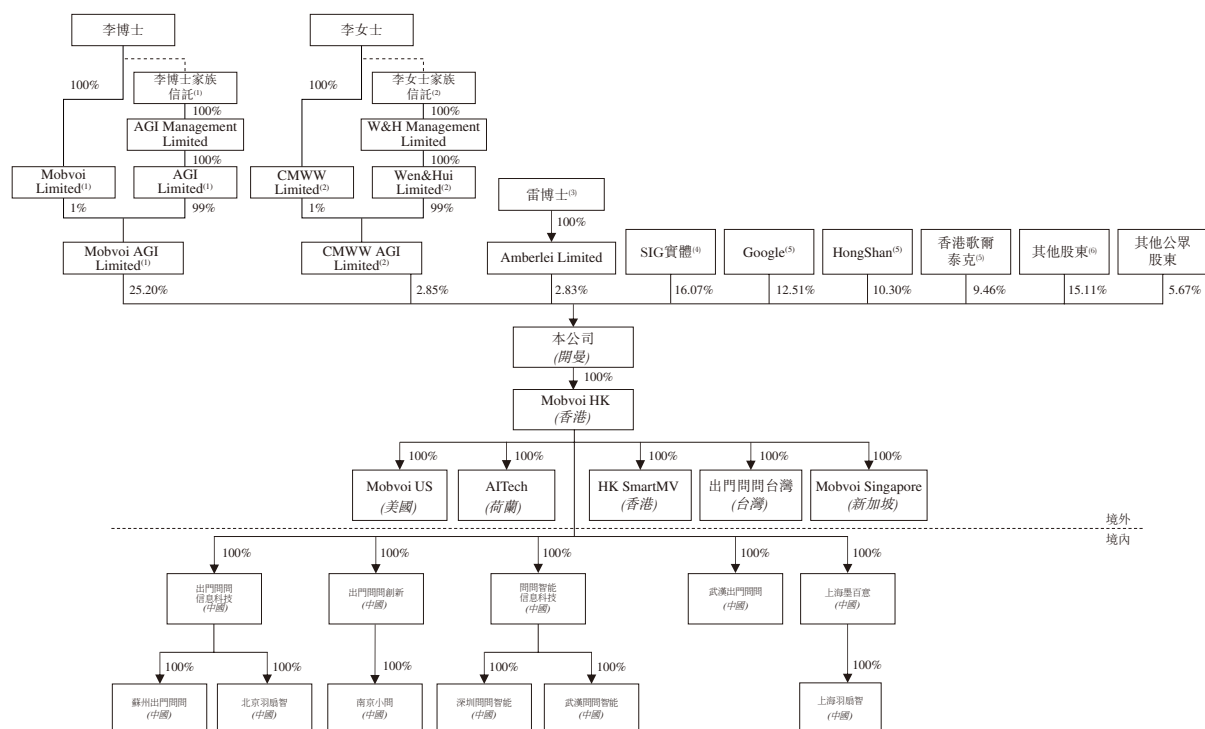 李博士
李女士
100%
李博士家族
信託(1)
100%
李女士家族
信託(2)
100%
100%
AGI Management
Limited
W&H Management
Limited
100%
100%
Mobvoi
Limited(1)
AGI
Limited(1)
CMWW
Limited(2)
Wen&Hui
Limited(2)
雷博士(3)
1%
99%
1%
99%
100%
Mobvoi AGI
Limited(1)
CMWW AGI
Limited(2)
Amberlei Limited
SIG實體(4)
Google(5)
HongShan(5)
香港歌爾
泰克(5)
其他股東(6)
其他公眾
股東
25.20%
2.85%
2.83%
16.07%
12.51%
10.30%
9.46%
15.11%
5.67%
本公司
(開曼)
100%
Mobvoi HK
(香港)
100%
100%
100%
100%
100%
Mobvoi US
(美國)
AITech
(荷蘭)
HK SmartMV
(香港)
出門問問台灣
(台灣)
Mobvoi Singapore
(新加坡)
境外
境內
100%
100%
100%
100%
100%
出門問問
信息科技
(中國)
出門問問創新
(中國)
問問智能
信息科技
(中國)
武漢出門問問
(中國)
上海墨百意
(中國)
100%
100%
100%
100%
100%
100%
蘇州出門問問
(中國)
北京羽扇智
(中國)
南京小問
(中國)
深圳問問智能
(中國)
武漢問問智能
(中國)
上海羽扇智
(中國)